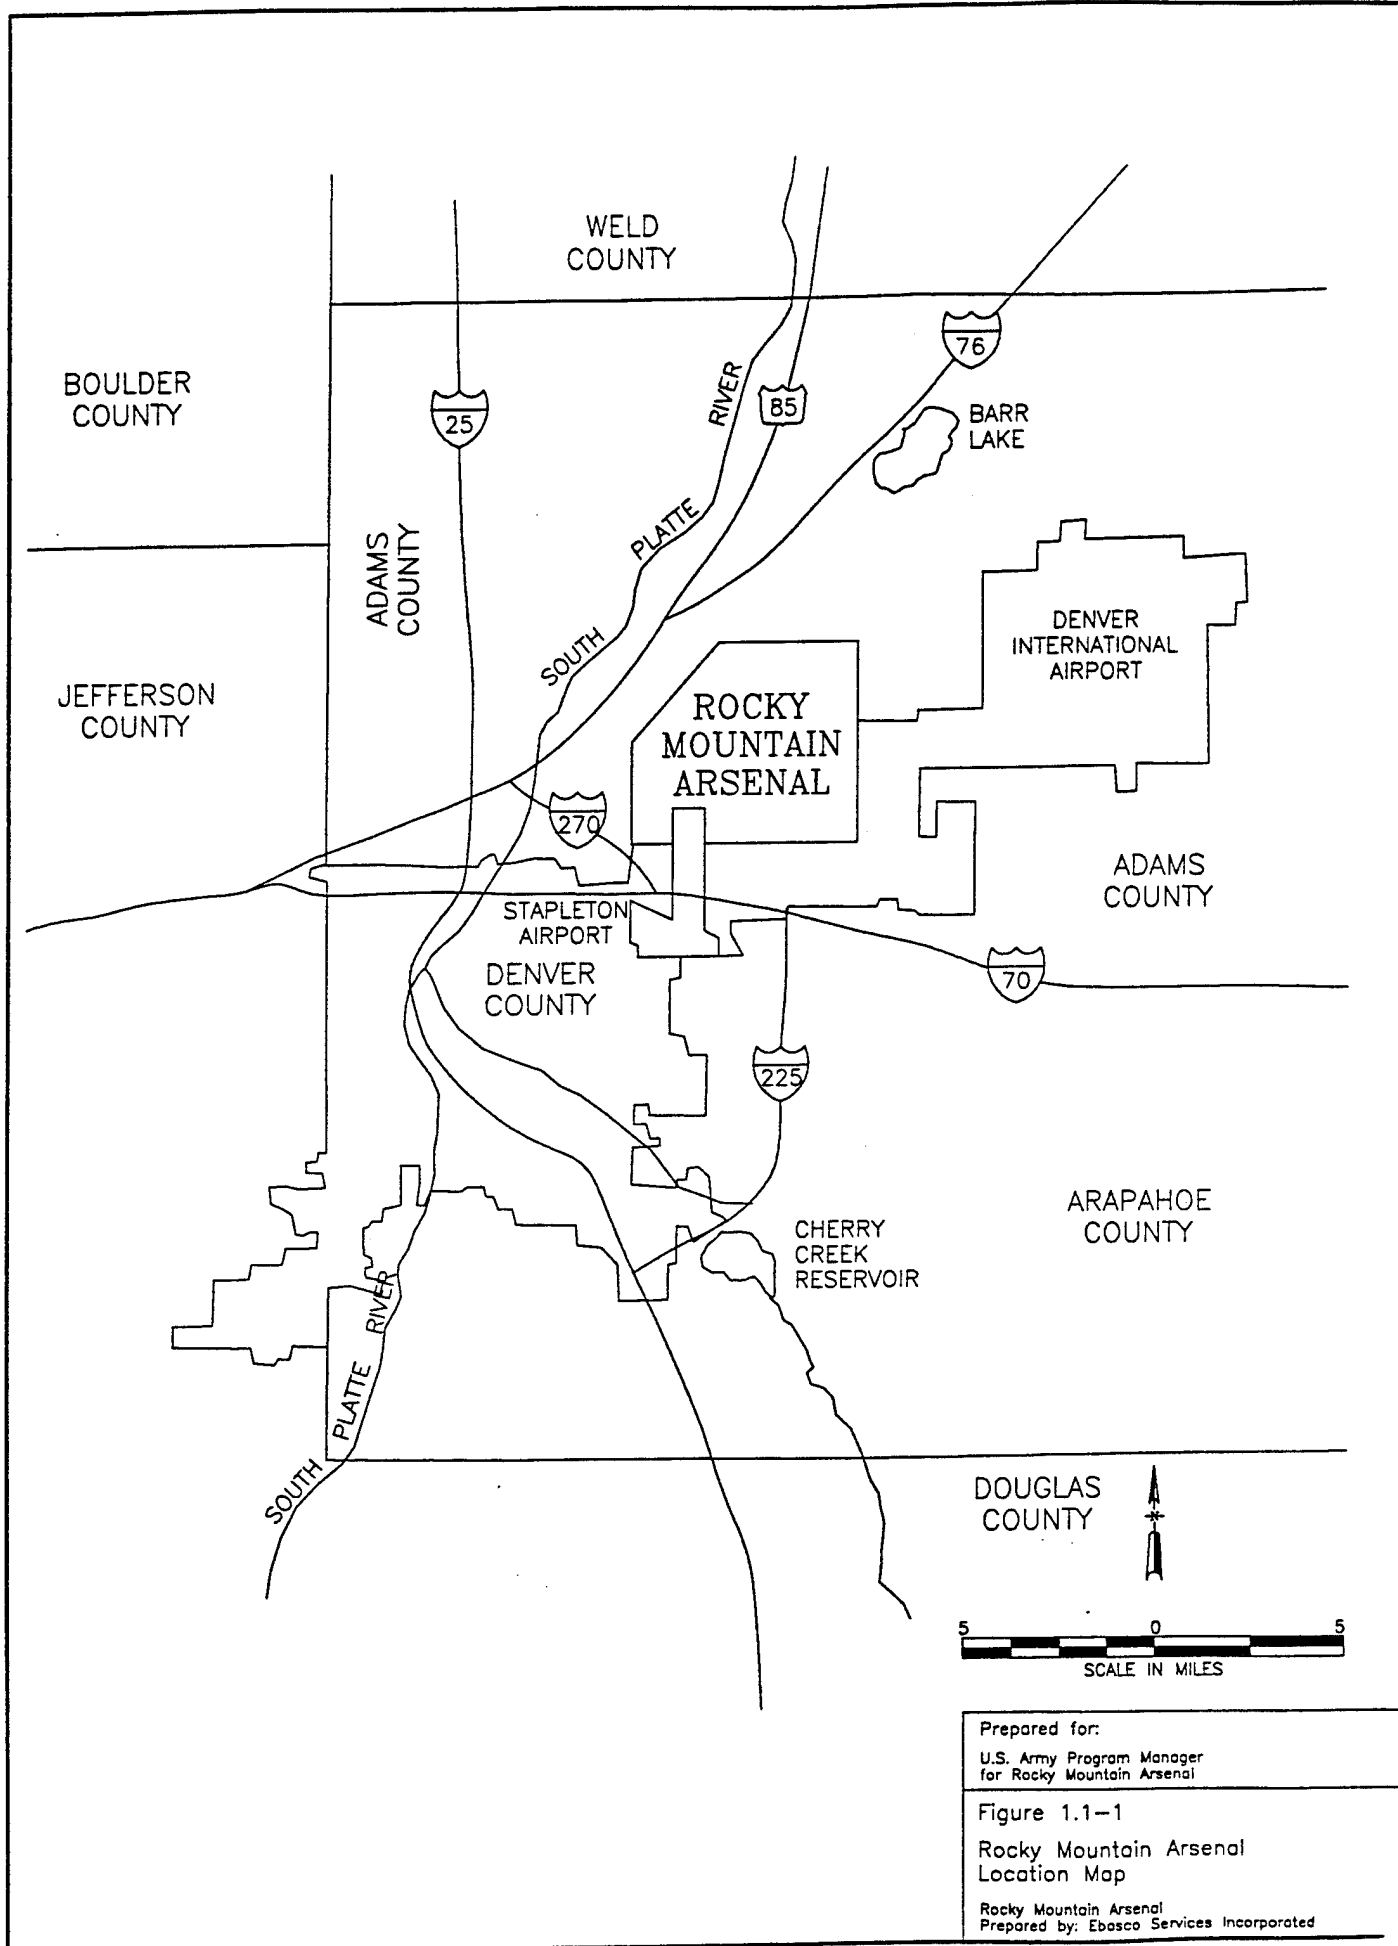 WELD
COUNTY
76
BOULDER
COUNTY
25
RIVER
85
BARR
LAKE
PLATTE
ADAMS
COUNTY
SOUTH
DENVER
INTERNATIONAL
AIRPORT
JEFFERSON
COUNTY
ROCKY
MOUNTAIN
ARSENAL
270
ADAMS
COUNTY
STAPLETON
AIRPORT
DENVER
COUNTY
70
225
ARAPAHOE
COUNTY
CHERRY
CREEK
RESERVOIR
RIVER
PLATTE
SOUTH
DOUGLAS
COUNTY
N
5 0 5
SCALE IN MILES
Prepared for:
U.S. Army Program Manager
for Rocky Mountain Arsenal
Figure 1.1-1
Rocky Mountain Arsenal
Location Map
Rocky Mountain Arsenal
Prepared by: Ebasco Services Incorporated